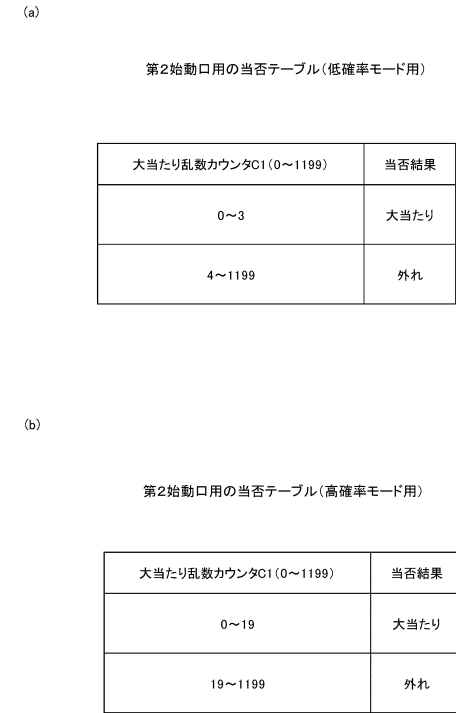 (a)
第2始動口用の当否テーブル(低確率モード用)
大当たり乱数カウンタC1(0～1199) 当否結果
0～3 大当たり
4～1199 外れ
(b)
第2始動口用の当否テーブル(高確率モード用)
大当たり乱数カウンタC1(0～1199) 当否結果
0～19 大当たり
19～1199 外れ